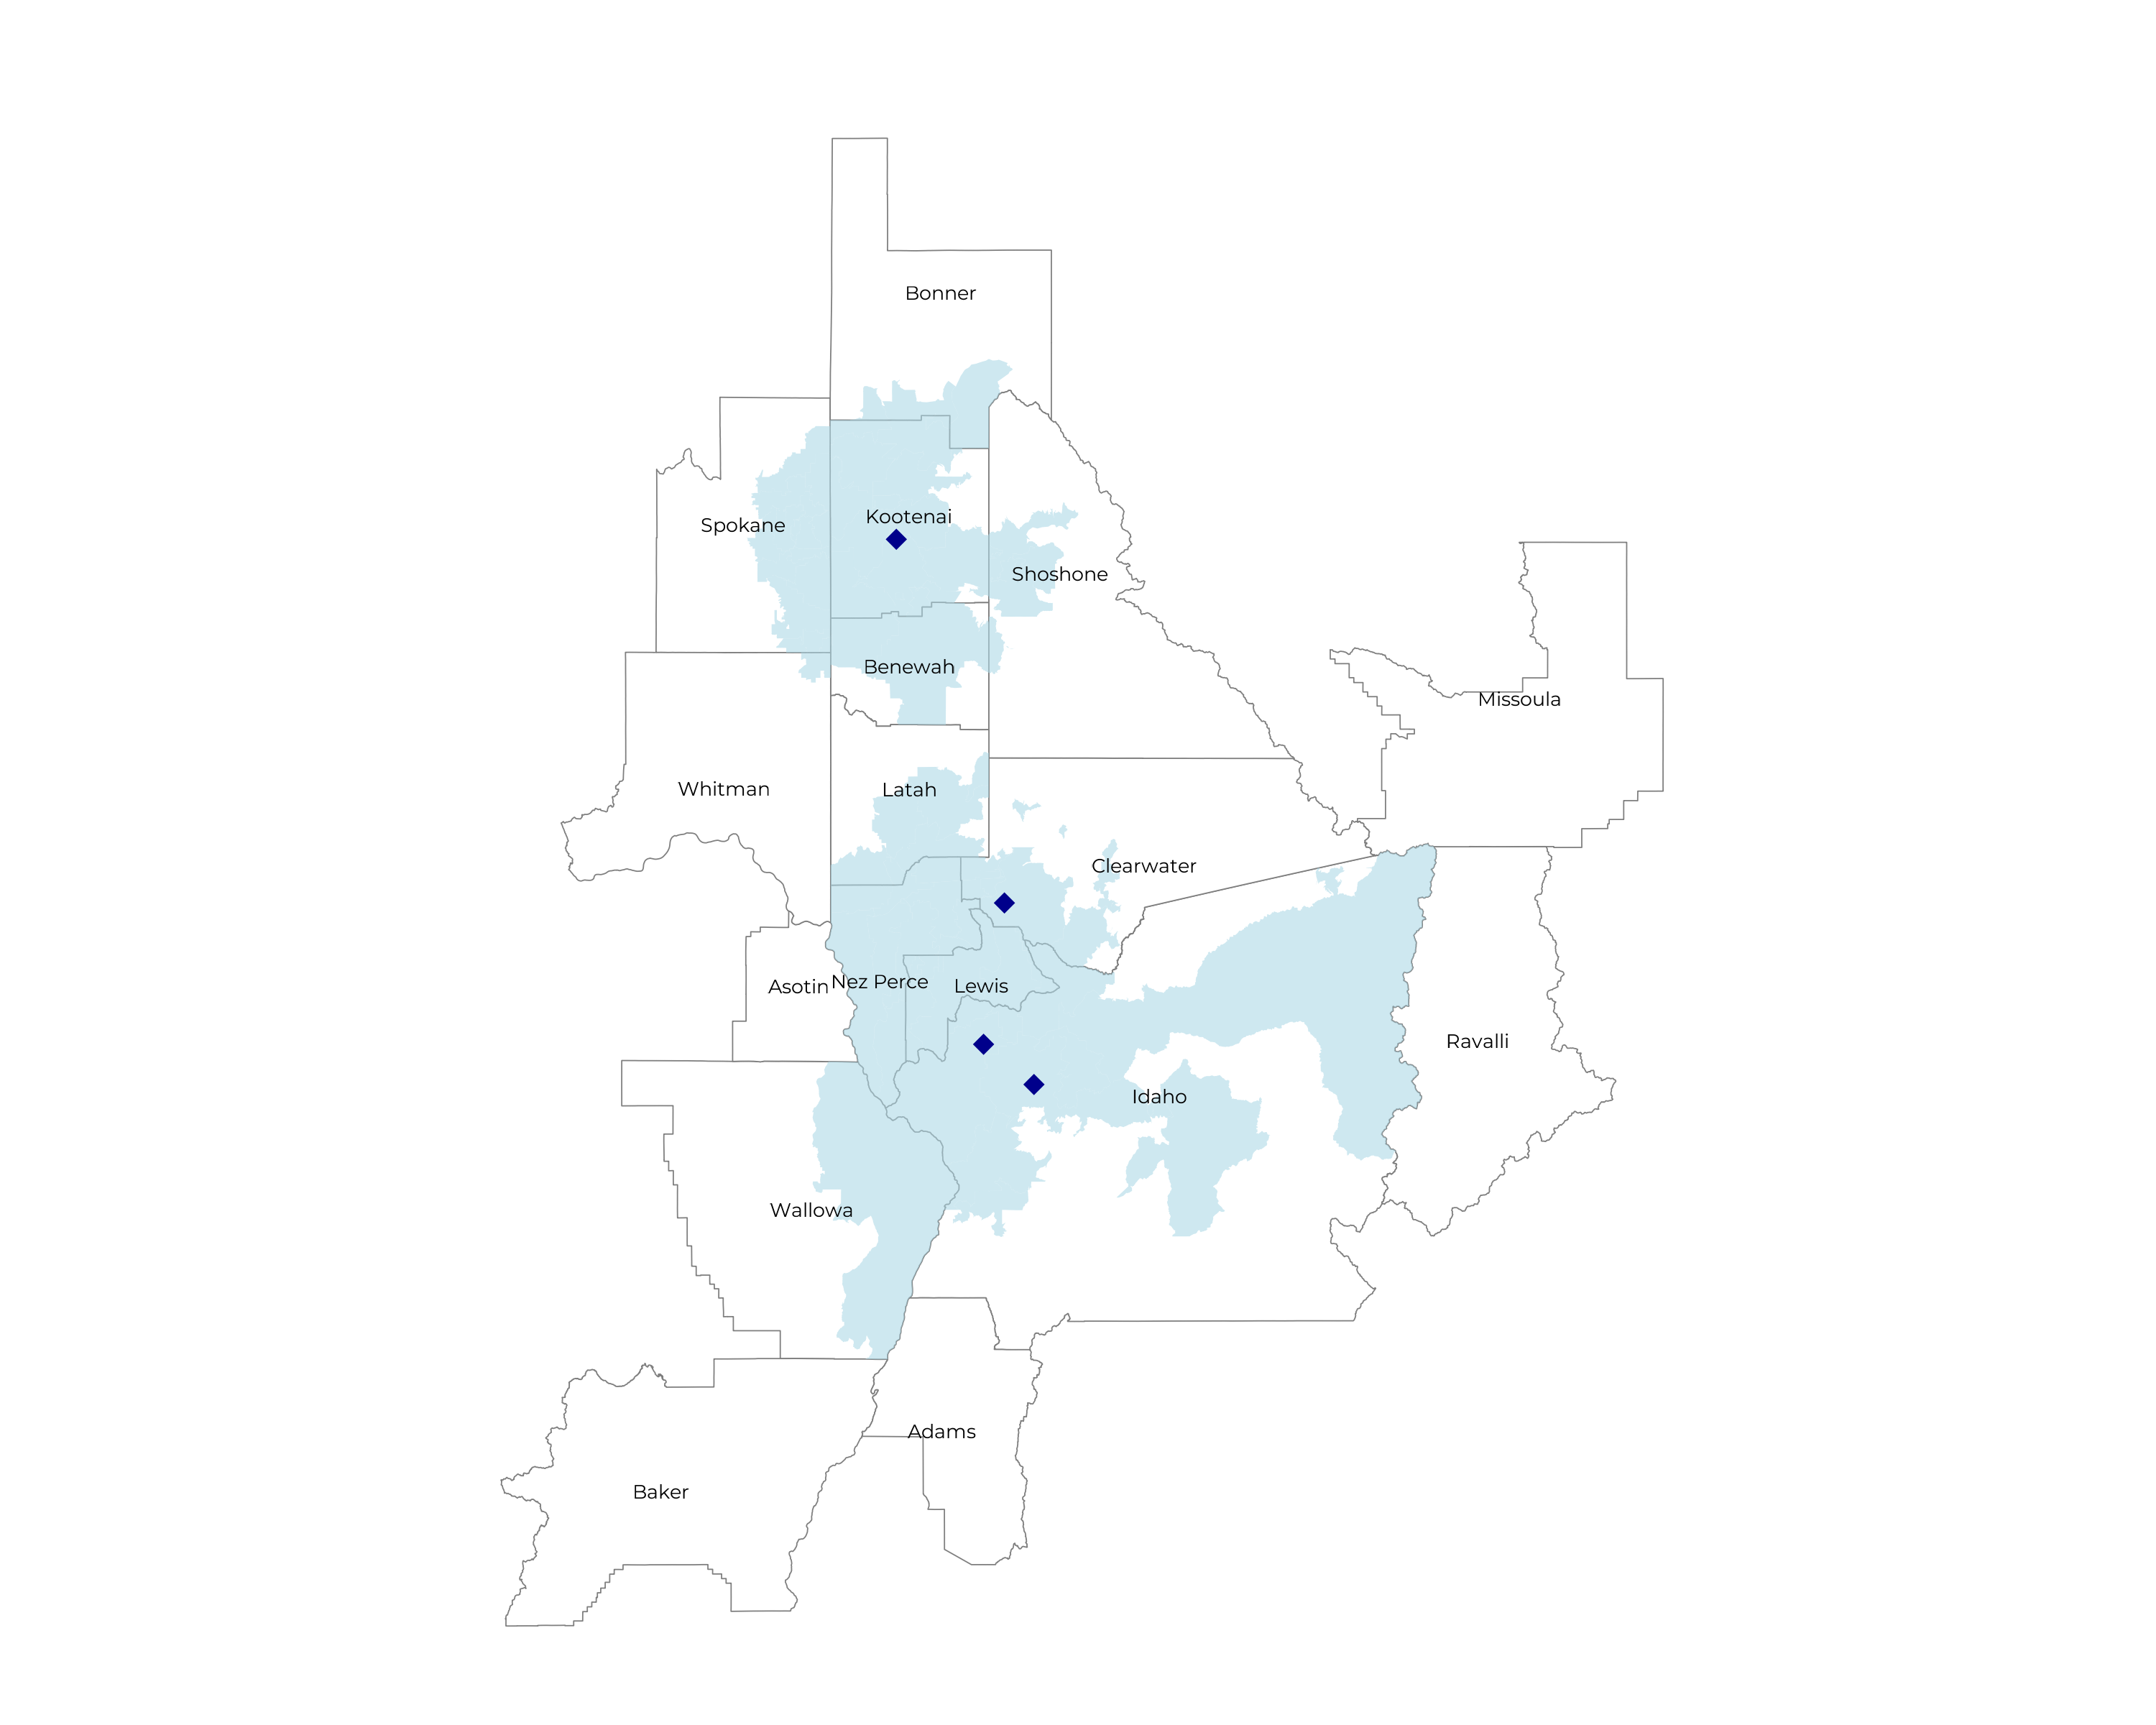 Bonner
Kootenai
Spokane
Shoshone
Benewah
Missoula
Whitman
Latah
Clearwater
Nez Perce
Asotin
Lewis
Ravalli
Idaho
Wallowa
Adams
Baker